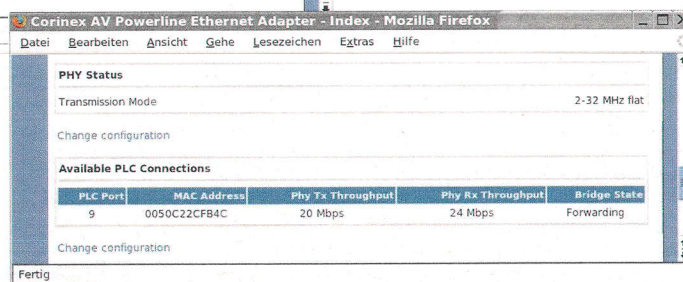 Corinex AV Powerline Ethernet Adapter - Index - Mozilla Firefox
Datei Bearbeiten Ansicht Gehe Lesezeichen Extras Hilfe
PHY Status
Transmission Mode 2-32 MHz flat
Change configuration
Available PLC Connections
PLC Port MAC Address Phy Tx Throughput Phy Rx Throughput Bridge State
9 0050C22CFB4C 20 Mbps 24 Mbps Forwarding
Change configuration
Fertig